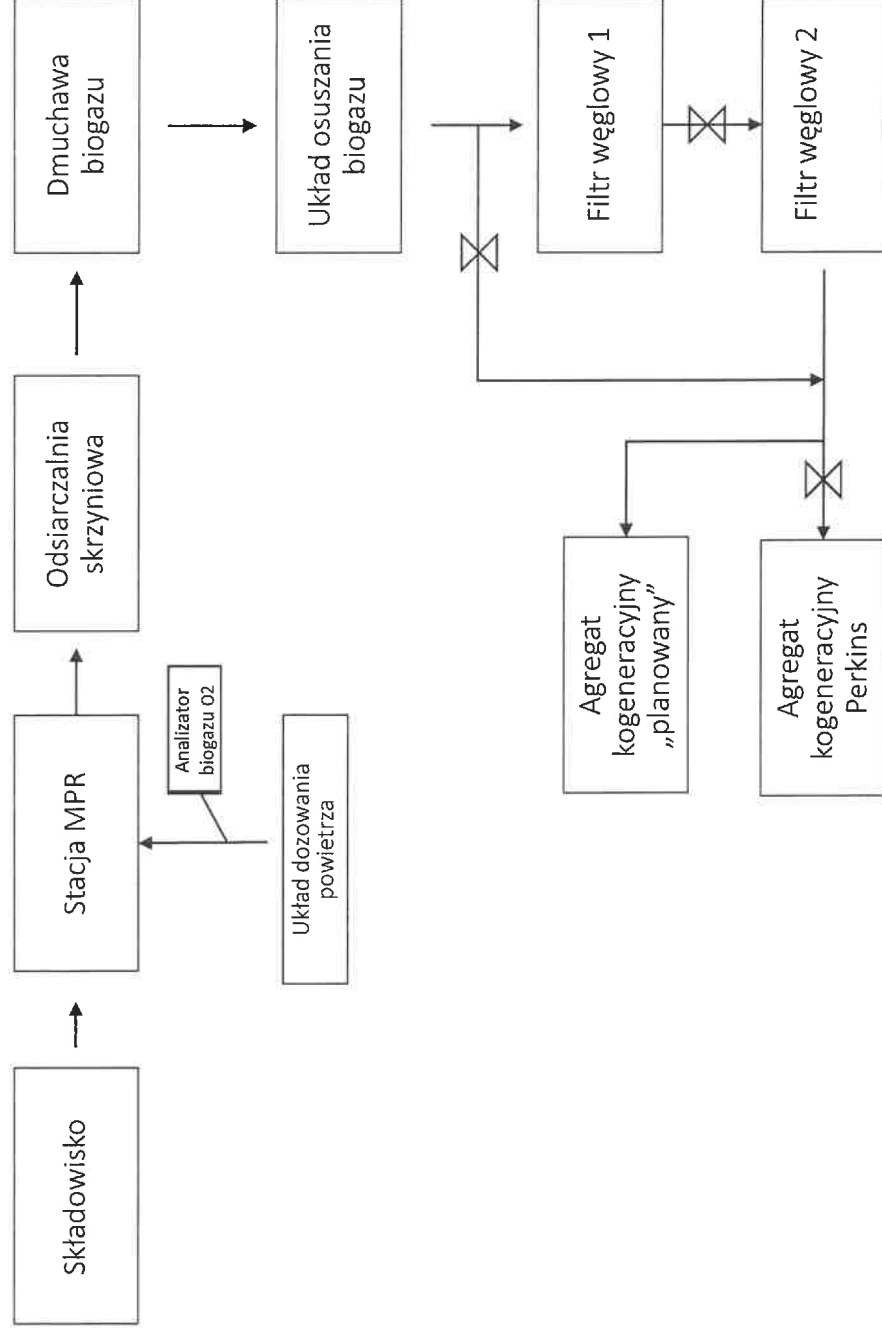 Składowisko
Stacja MPR
Analizator
biogazu O2
Układ dozowania
powietrza
Odsiarczalnia
skrzyniowa
Dmuchawa
biogazu
Układ osuszania
biogazu
Filtr węglowy 1
Filtr węglowy 2
Agregat
kogeneracyjny
„planowany”
Agregat
kogeneracyjny
Perkins